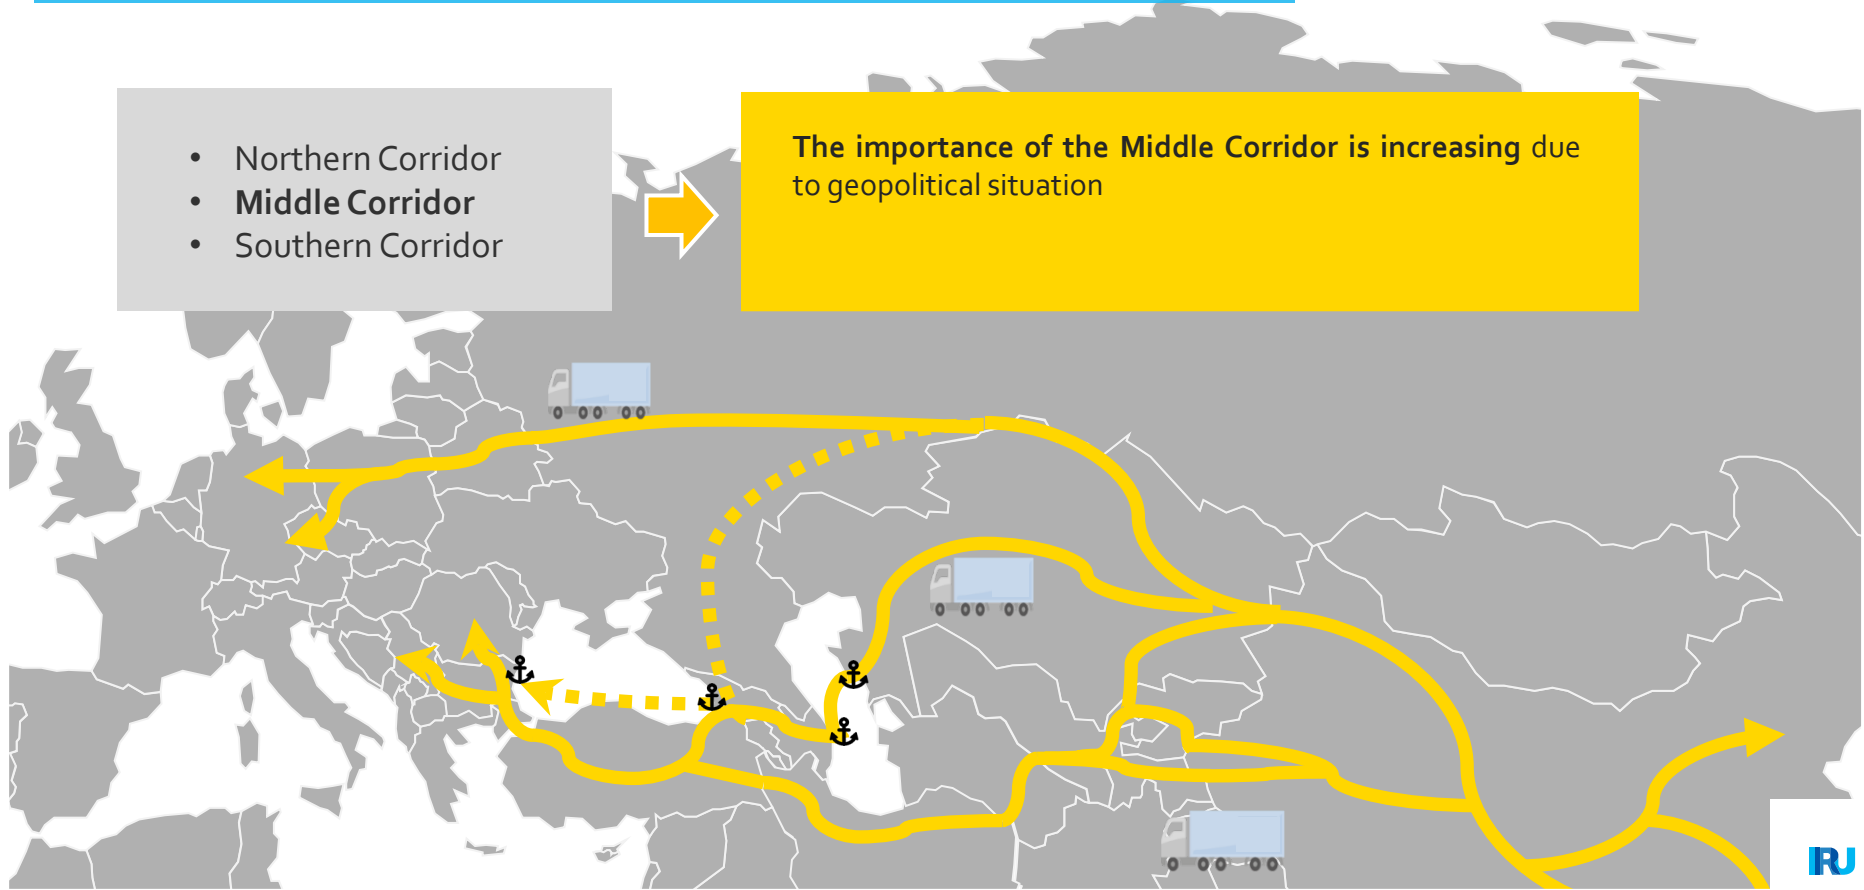 • Northern Corridor
• Middle Corridor
• Southern Corridor
The importance of the Middle Corridor is increasing due
to geopolitical situation
IRU